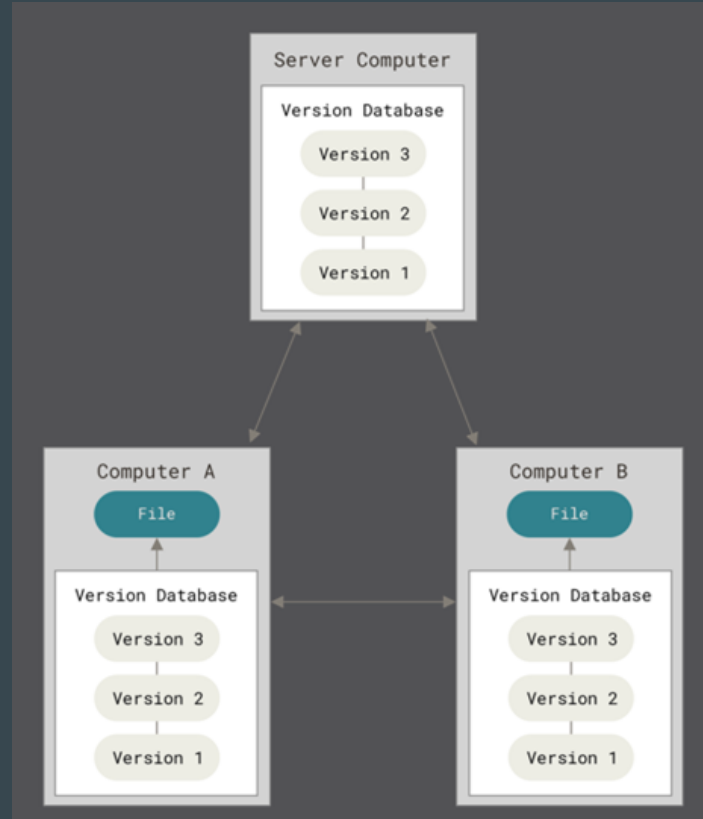 Server Computer
Version Database
Version 3
Version 2
Version 1
Computer A
File
Version Database
Version 3
Version 2
Version 1
Computer B
File
Version Database
Version 3
Version 2
Version 1